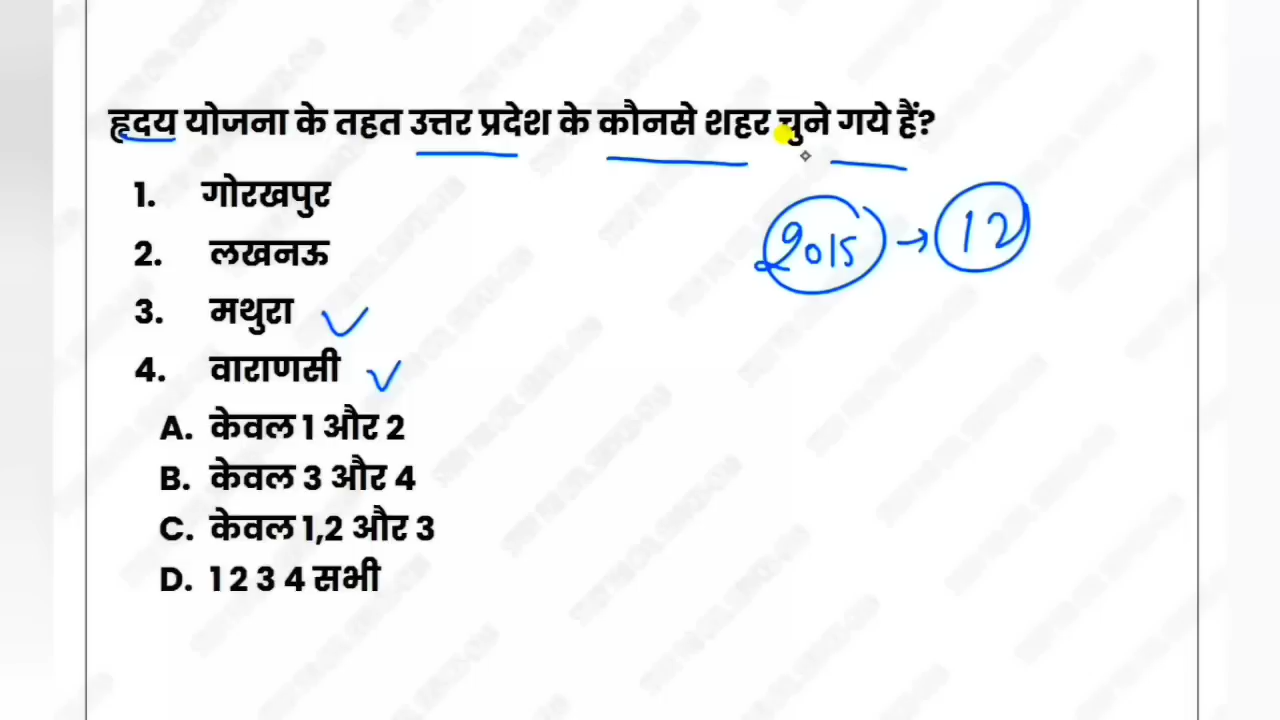 हृदय योजना के तहत उत्तर प्रदेश के कौनसे शहर चुने गये हैं?
1. गोरखपुर
2. लखनऊ
3. मथुरा
4. वाराणसी
2015 → 12
A. केवल 1 और 2
B. केवल 3 और 4
C. केवल 1,2 और 3
D. 1 2 3 4 सभी